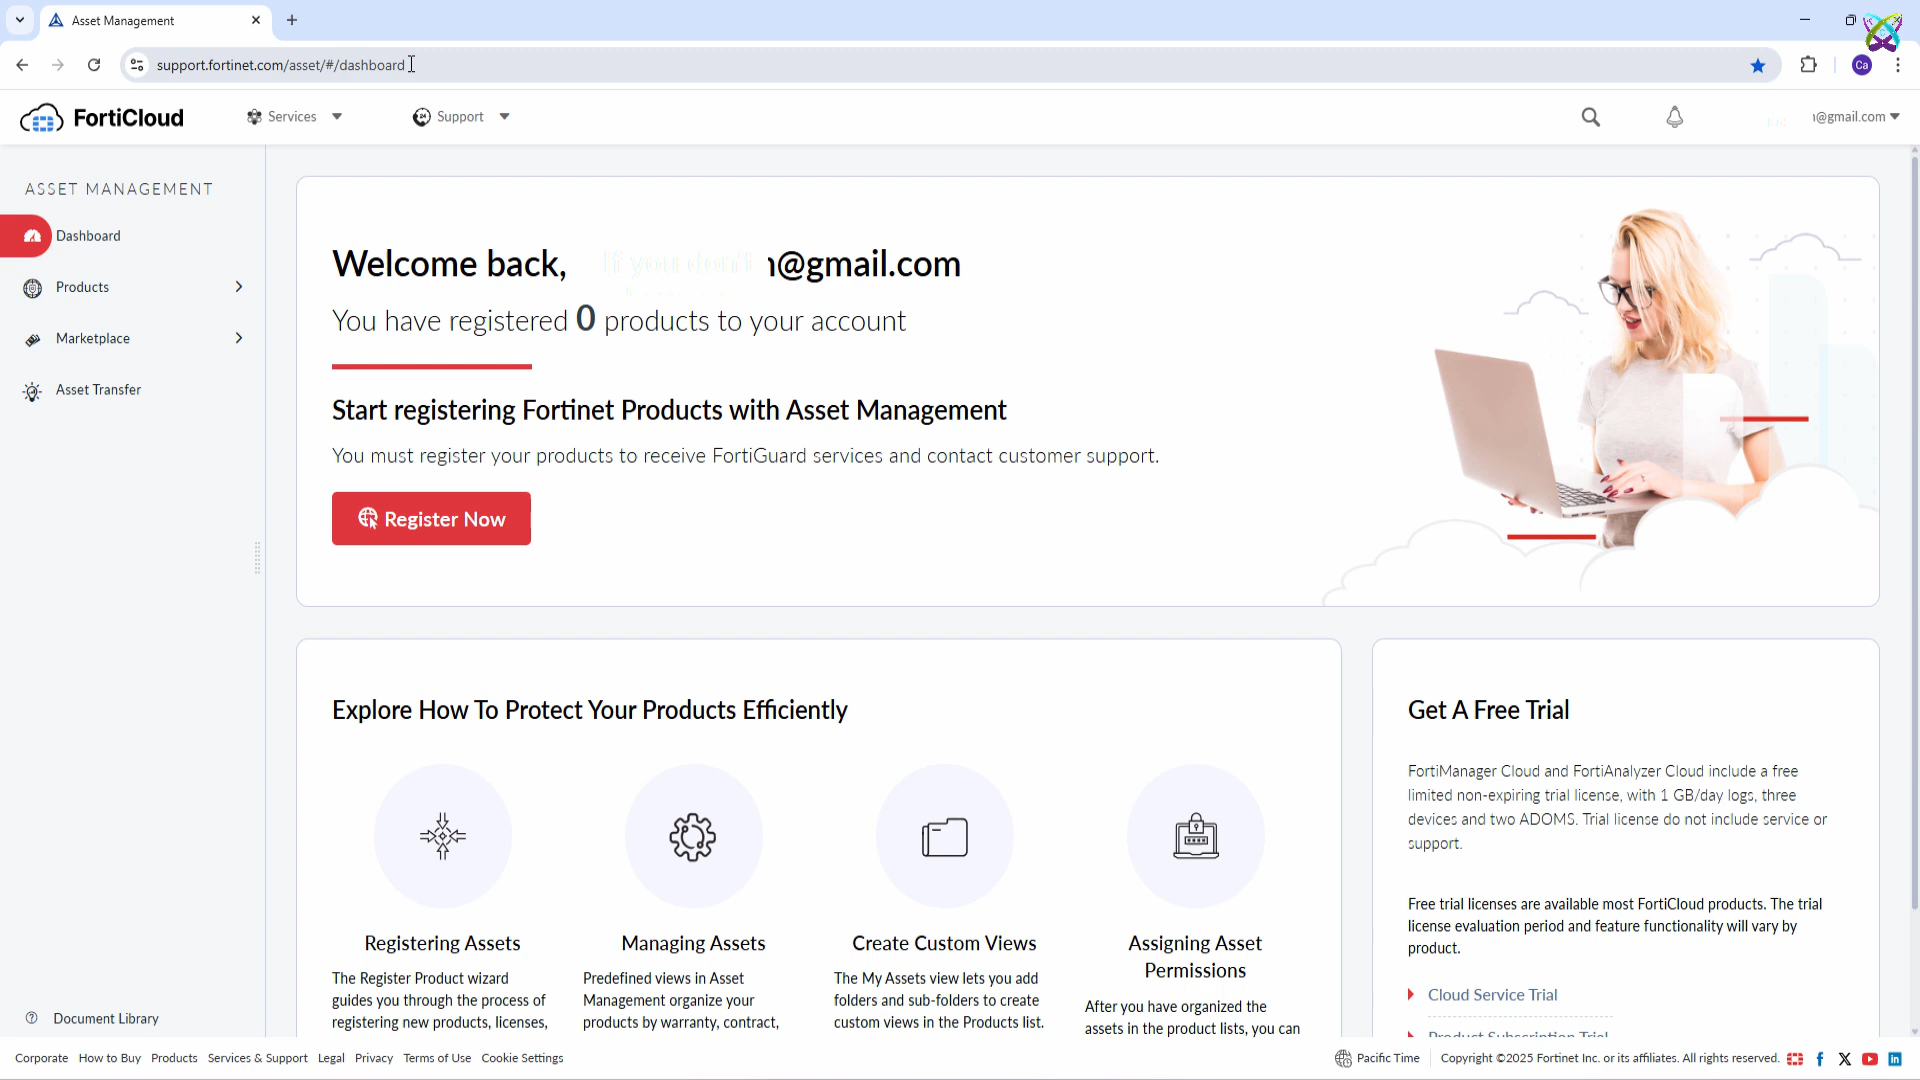 Asset Management
support.fortinet.com/asset/#/dashboard
Ca
FortiCloud
Services
Support
@gmail.com
ASSET MANAGEMENT
Dashboard
Products
Marketplace
Asset Transfer
Document Library
Welcome back, If you don't @gmail.com
You have registered 0 products to your account
Start registering Fortinet Products with Asset Management
You must register your products to receive FortiGuard services and contact customer support.
Register Now
Explore How To Protect Your Products Efficiently
Registering Assets
The Register Product wizard
guides you through the process of
registering new products, licenses,
Managing Assets
Predefined views in Asset
Management organize your
products by warranty, contract,
Create Custom Views
The My Assets view lets you add
folders and sub-folders to create
custom views in the Products list.
Assigning Asset
Permissions
After you have organized the
assets in the product lists, you can
Get A Free Trial
FortiManager Cloud and FortiAnalyzer Cloud include a free
limited non-expiring trial license, with 1 GB/day logs, three
devices and two ADOMS. Trial license do not include service or
support.
Free trial licenses are available most FortiCloud products. The trial
license evaluation period and feature functionality will vary by
product.
Cloud Service Trial
Product Subscription Trial
Corporate How to Buy Products Services & Support Legal Privacy Terms of Use Cookie Settings
Pacific Time
Copyright ©2025 Fortinet Inc. or its affiliates. All rights reserved.